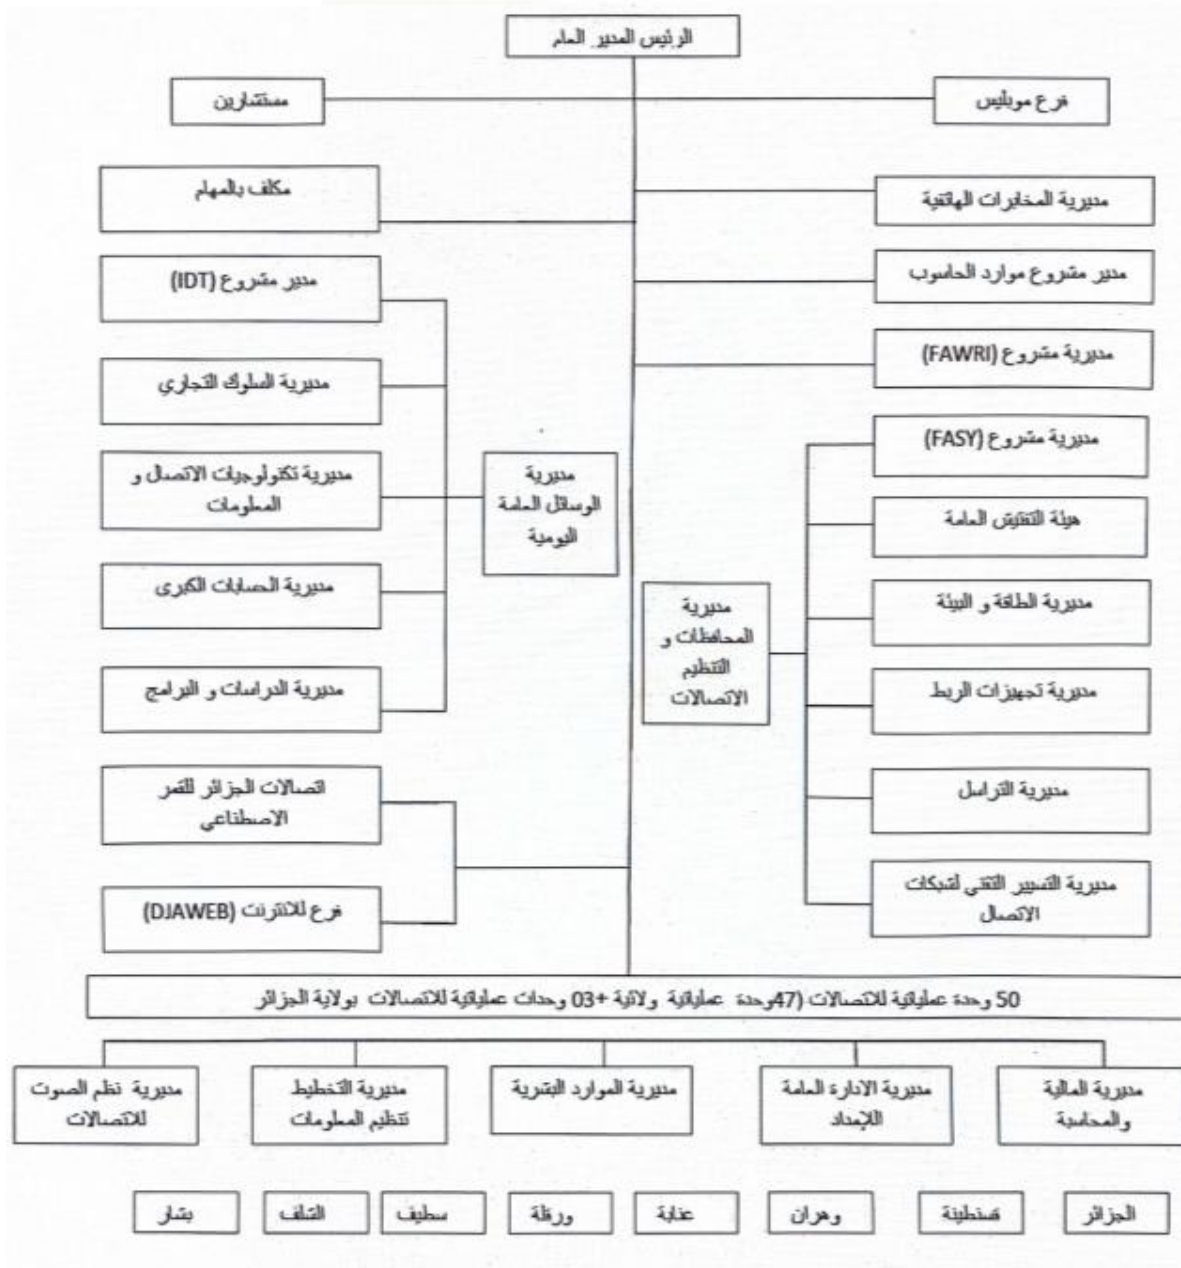 الرئيس المدير العام
فرع موبليس
مستشارين
مكلف بالمهام
مديرية المخابرات الهاتفية
مدير مشروع (IDT)
مدير مشروع موارد الحاسوب
مديرية مشروع (FAWRI)
مديرية السلوك التجاري
مديرية مشروع (FASY)
مديرية تكنولوجيات الاتصال و
المعلومات
مديرية
الوسائل العامة
اليومية
هيئة التفتيش العامة
مديرية الحسابات الكبرى
مديرية
المحافظات و
التنظيم
الاتصالات
مديرية الطاقة و البيئة
مديرية الدراسات و البرامج
مديرية تجهيزات الربط
اتصالات الجزائر للقمر
الاصطناعي
مديرية التراسل
فرع للانترنت (DJAWEB)
مديرية التسيير التقني لشبكات
الاتصال
50 وحدة عملياتية للاتصالات (47وحدة عملياتية ولائية +03 وحدات عملياتية للاتصالات بولاية الجزائر
مديرية المالية
والمحاسبة
مديرية الادارة العامة
اللإمداد
مديرية الموارد البشرية
مديرية التخطيط
تنظيم المعلومات
مديرية نظم الصوت
للاتصالات
الجزائر
قسنطينة
وهران
عنابة
ورقلة
سطيف
الشلف
بشار